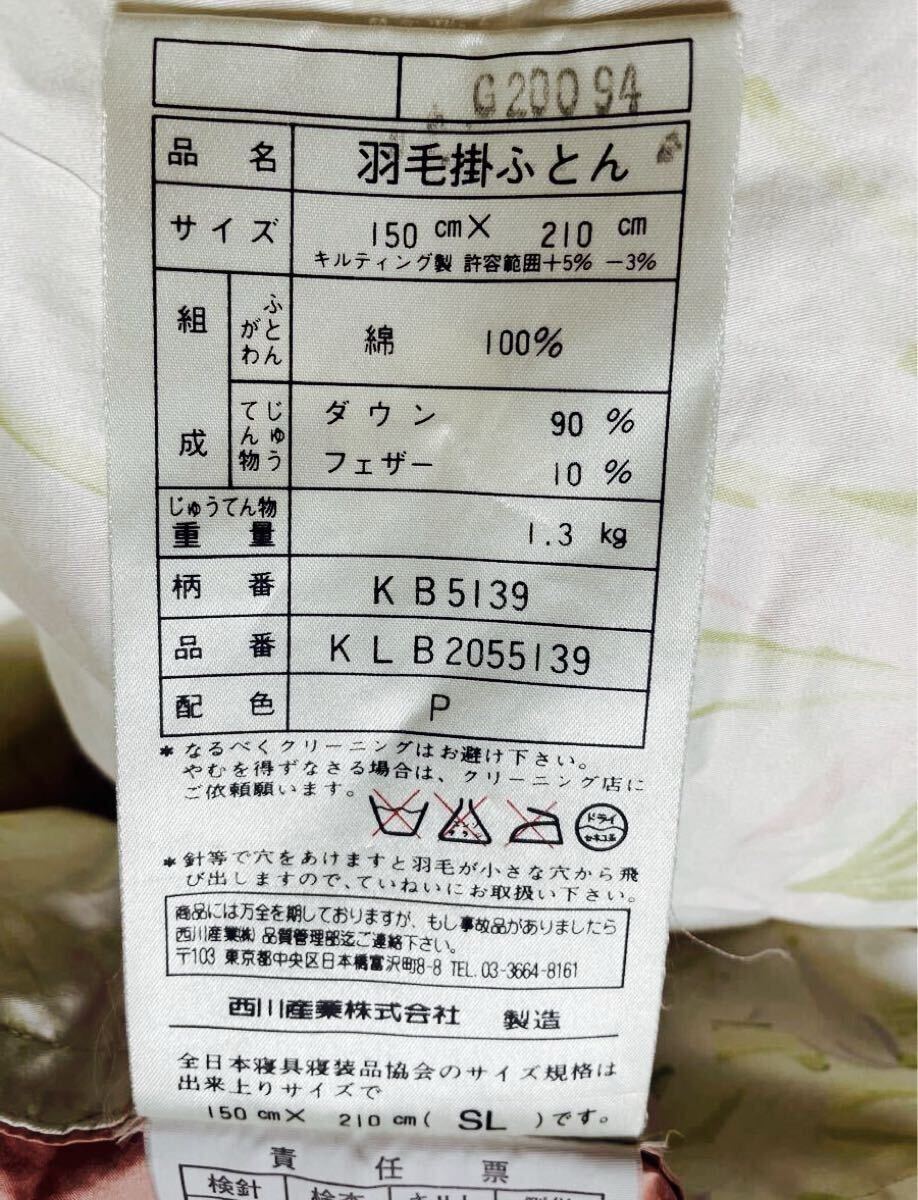 G200 94
品名 羽毛掛ふとん
サイズ 150 cm× 210 cm
キルティング製 許容範囲+5% −3%
組成 ふとんがわ 綿 100%
じゅうてん物 ダウン 90 %
フェザー 10 %
じゅうてん物重量 1.3 kg
柄番 KB5139
品番 KLB2055139
配色 P
* なるべくクリーニングはお避け下さい。
やむを得ずなさる場合は、クリーニング店に
ご依頼願います。
ドライ
セキユ系
* 針等で穴をあけますと羽毛が小さな穴から飛
び出しますので、ていねいにお取扱い下さい。
商品には万全を期しておりますが、もし事故品がありましたら
西川産業㈱ 品質管理部迄ご連絡下さい。
〒103 東京都中央区日本橋富沢町8-8 TEL. 03-3664-8161
西川産業株式会社 製造
全日本寝具寝装品協会のサイズ規格は
出来上りサイズで
150 cm× 210 cm( SL )です。
責任票
検針 検査 キルト